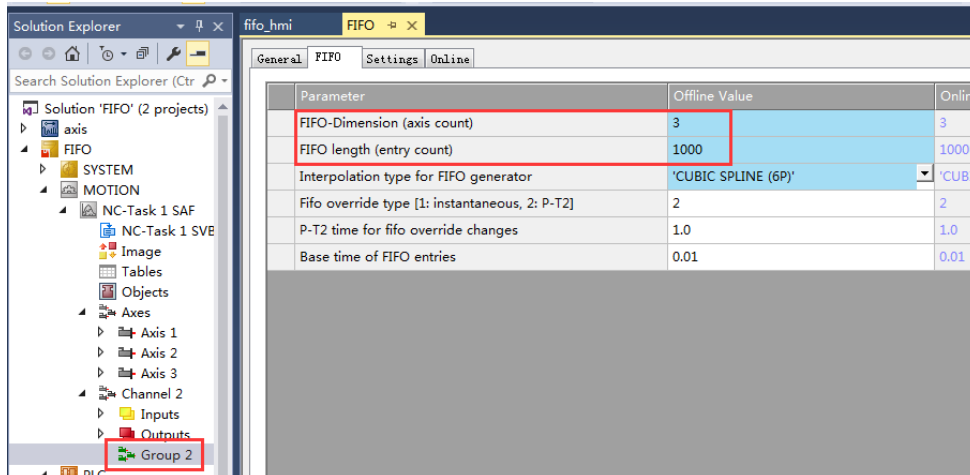 Solution Explorer
fifo_hmi
FIFO
Search Solution Explorer (Ctr
Solution 'FIFO' (2 projects)
axis
FIFO
SYSTEM
MOTION
NC-Task 1 SAF
NC-Task 1 SVB
Image
Tables
Objects
Axes
Axis 1
Axis 2
Axis 3
Channel 2
Inputs
Outputs
Group 2
PLC
General FIFO Settings Online
Parameter Offline Value Onlin
FIFO-Dimension (axis count) 3 3
FIFO length (entry count) 1000 1000
Interpolation type for FIFO generator 'CUBIC SPLINE (6P)' 'CUB
Fifo override type [1: instantaneous, 2: P-T2] 2 2
P-T2 time for fifo override changes 1.0 1.0
Base time of FIFO entries 0.01 0.01